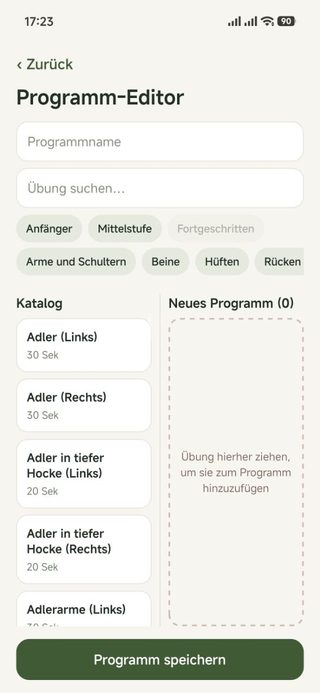 17:23
90
‹ Zurück
Programm-Editor
Programmname
Übung suchen...
Anfänger
Mittelstufe
Fortgeschritten
Arme und Schultern
Beine
Hüften
Rücken
Katalog
Adler (Links)
30 Sek
Adler (Rechts)
30 Sek
Adler in tiefer
Hocke (Links)
20 Sek
Adler in tiefer
Hocke (Rechts)
20 Sek
Adlerarme (Links)
30 Sek
Neues Programm (0)
Übung hierher ziehen,
um sie zum Programm
hinzuzufügen
Programm speichern